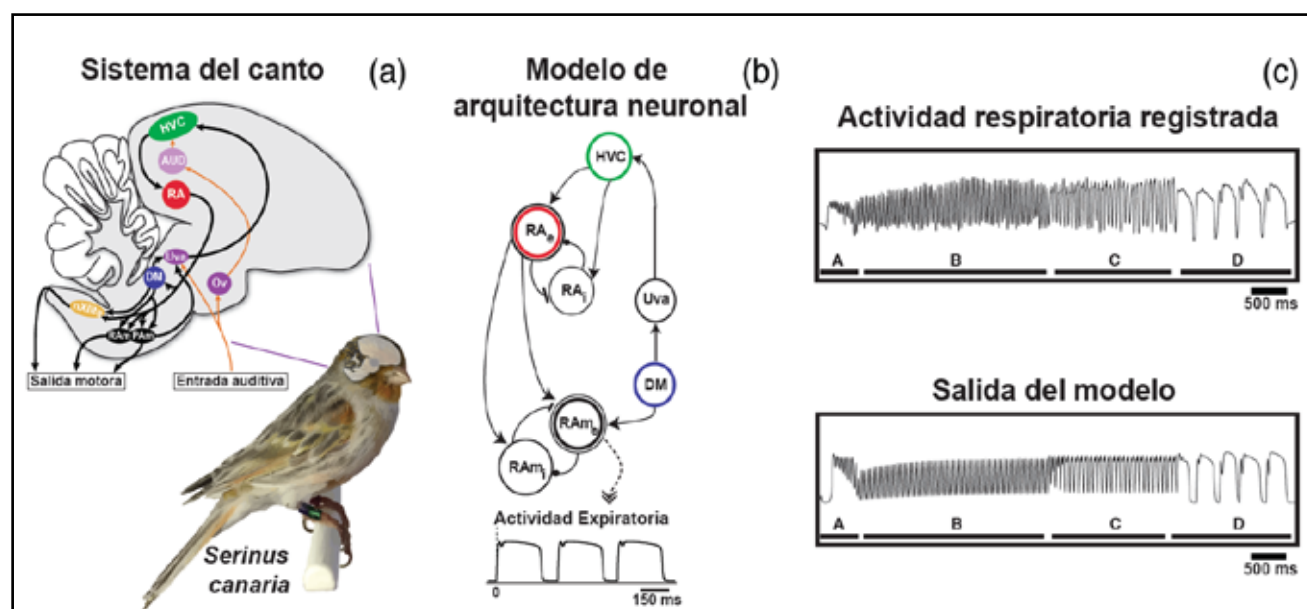 Sistema del canto
(a)
HVC
AUD
RA
Uva
DM
Ov
RAm PAm
Salida motora
Entrada auditiva
Serinus
canaria
Modelo de
arquitectura neuronal
(b)
HVC
RAe
RAi
Uva
DM
RAme
RAmi
Actividad Expiratoria
0
150 ms
(c)
Actividad respiratoria registrada
A B C D
500 ms
Salida del modelo
A B C D
500 ms